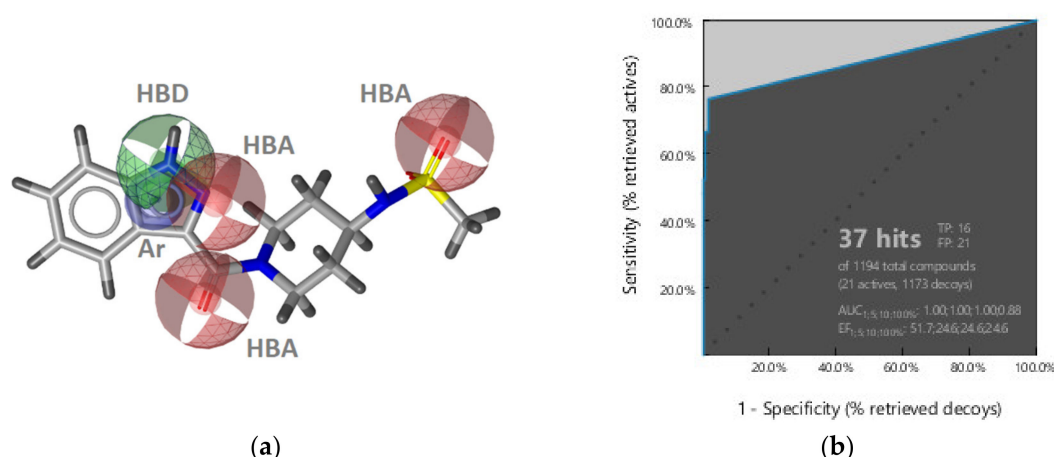 HBD
HBA
HBA
Ar
HBA
(a)
100.0%
80.0%
60.0%
40.0%
20.0%
Sensitivity (% retrieved actives)
37 hits
TP: 16
FP: 21
of 1194 total compounds
(21 actives, 1173 decoys)
AUC1;5;10;100%: 1.00;1.00;1.00;0.88
EF1;5;10;100%: 51.7;24.6;24.6;24.6
20.0% 40.0% 60.0% 80.0% 100.0%
1 - Specificity (% retrieved decoys)
(b)